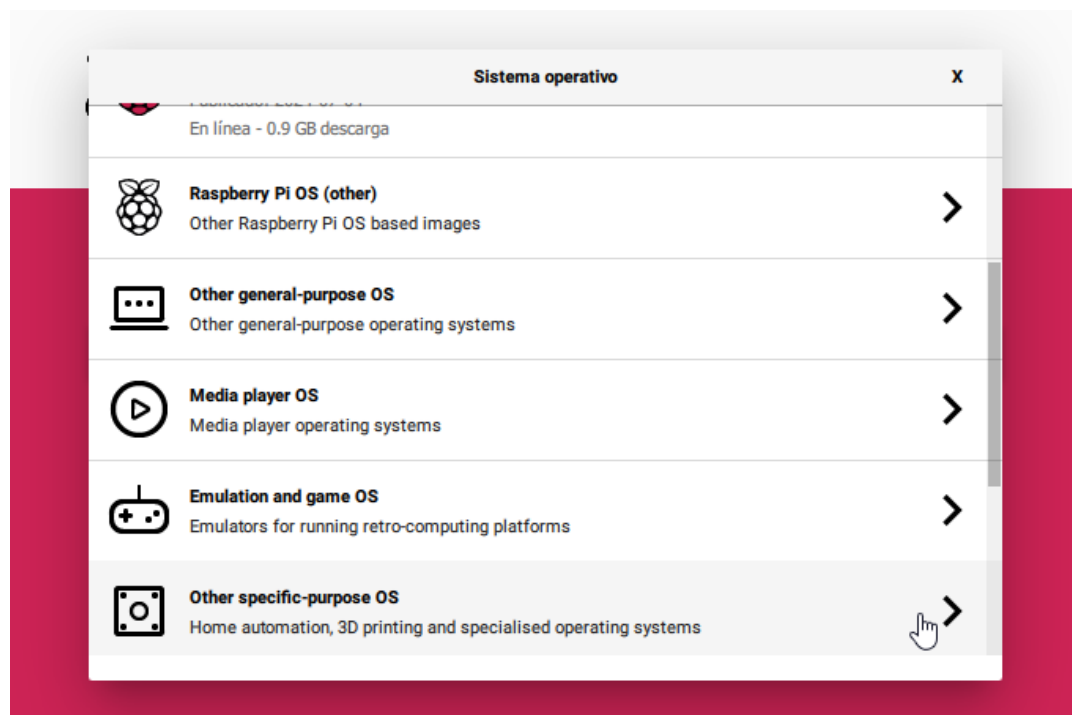 Sistema operativo
X
En línea - 0.9 GB descarga
Raspberry Pi OS (other)
Other Raspberry Pi OS based images
Other general-purpose OS
Other general-purpose operating systems
Media player OS
Media player operating systems
Emulation and game OS
Emulators for running retro-computing platforms
Other specific-purpose OS
Home automation, 3D printing and specialised operating systems